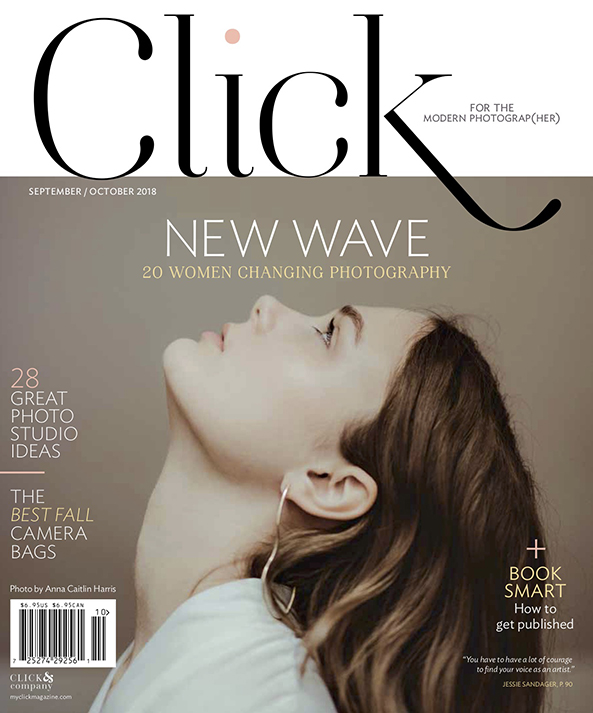 Click
FOR THE
MODERN PHOTOGRAP(HER)
SEPTEMBER / OCTOBER 2018
NEW WAVE
20 WOMEN CHANGING PHOTOGRAPHY
28
GREAT
PHOTO
STUDIO
IDEAS
THE
BEST FALL
CAMERA
BAGS
Photo by Anna Caitlin Harris
$6.95US $6.95CAN
10>
7 25274 29256 1
CLICK&
company
myclickmagazine.com
+
BOOK
SMART
How to
get published
"You have to have a lot of courage
to find your voice as an artist."
JESSIE SANDAGER, P. 90